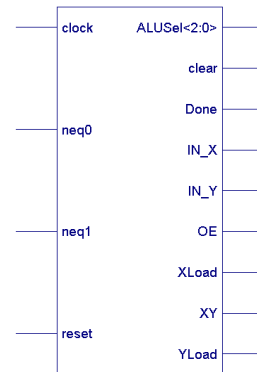 clock ALUSel<2:0>
clear
Done
neq0
IN_X
IN_Y
neq1 OE
XLoad
XY
reset
YLoad